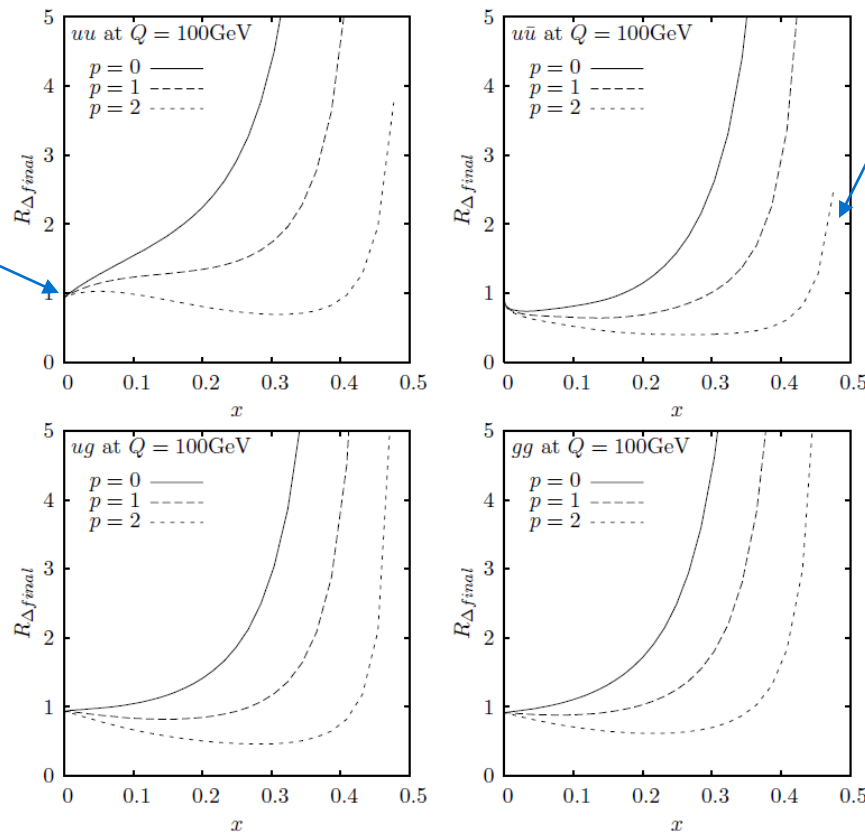 uu at Q = 100GeV
p = 0
p = 1
p = 2
5
4
3
2
1
0
R_{Δfinal}
0 0.1 0.2 0.3 0.4 0.5
x
uū at Q = 100GeV
p = 0
p = 1
p = 2
5
4
3
2
1
0
R_{Δfinal}
0 0.1 0.2 0.3 0.4 0.5
x
ug at Q = 100GeV
p = 0
p = 1
p = 2
5
4
3
2
1
0
R_{Δfinal}
0 0.1 0.2 0.3 0.4 0.5
x
gg at Q = 100GeV
p = 0
p = 1
p = 2
5
4
3
2
1
0
R_{Δfinal}
0 0.1 0.2 0.3 0.4 0.5
x